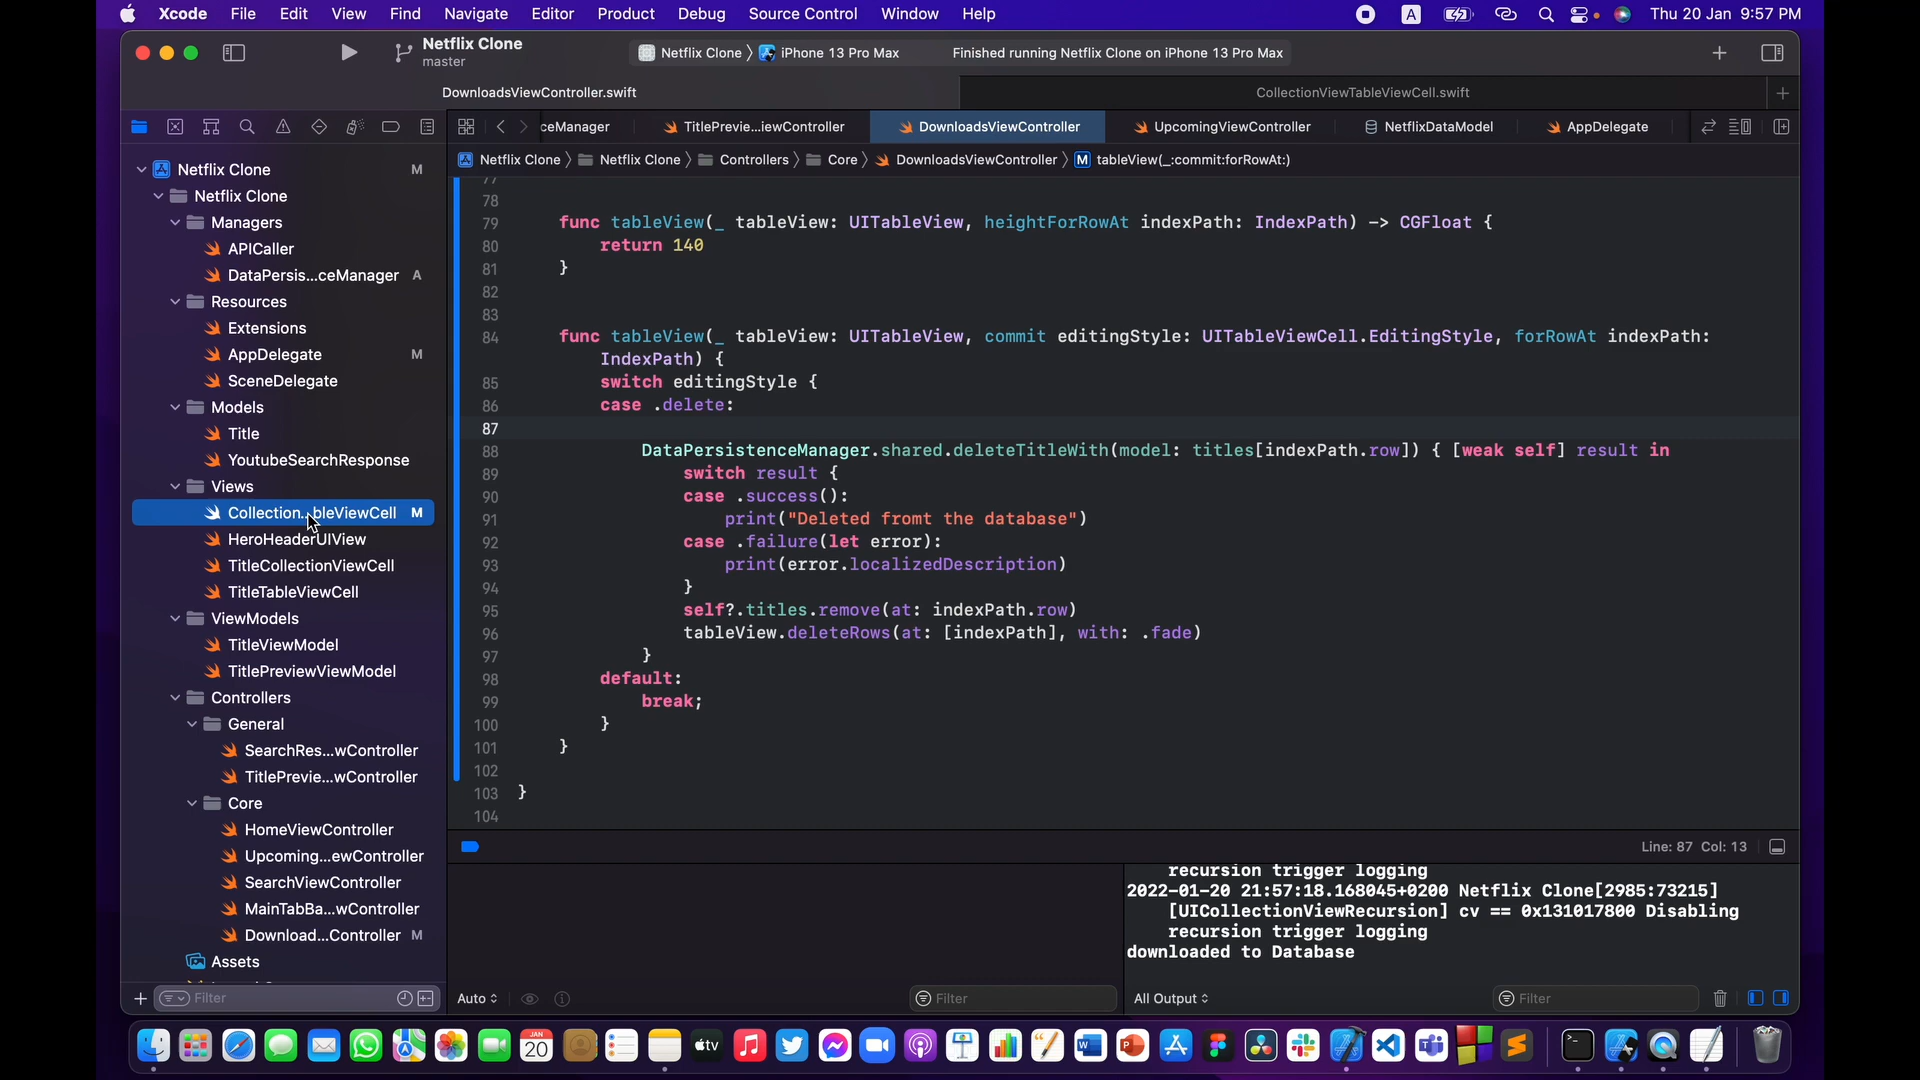 Xcode File Edit View Find Navigate Editor Product Debug Source Control Window Help A Thu 20 Jan 9:57 PM
Netflix Clone
master
Netflix Clone iPhone 13 Pro Max Finished running Netflix Clone on iPhone 13 Pro Max
DownloadsViewController.swift CollectionViewTableViewCell.swift
ceManager TitlePrevie...iewController DownloadsViewController UpcomingViewController NetflixDataModel AppDelegate
Netflix Clone Netflix Clone Controllers Core DownloadsViewController M tableView(_:commit:forRowAt:)
Netflix Clone M
Netflix Clone
Managers
APICaller
DataPersis...ceManager A
Resources
Extensions
AppDelegate M
SceneDelegate
Models
Title
YoutubeSearchResponse
Views
Collection...bleViewCell M
HeroHeaderUIView
TitleCollectionViewCell
TitleTableViewCell
ViewModels
TitleViewModel
TitlePreviewViewModel
Controllers
General
SearchRes...wController
TitlePrevie...wController
Core
HomeViewController
Upcoming...ewController
SearchViewController
MainTabBa...wController
Download...Controller M
Assets
Filter
77
78
79 func tableView(_ tableView: UITableView, heightForRowAt indexPath: IndexPath) -> CGFloat {
80 return 140
81 }
82
83
84 func tableView(_ tableView: UITableView, commit editingStyle: UITableViewCell.EditingStyle, forRowAt indexPath:
IndexPath) {
85 switch editingStyle {
86 case .delete:
87
88 DataPersistenceManager.shared.deleteTitleWith(model: titles[indexPath.row]) { [weak self] result in
89 switch result {
90 case .success():
91 print("Deleted fromt the database")
92 case .failure(let error):
93 print(error.localizedDescription)
94 }
95 self?.titles.remove(at: indexPath.row)
96 tableView.deleteRows(at: [indexPath], with: .fade)
97 }
98 default:
99 break;
100 }
101 }
102
103 }
104
Line: 87 Col: 13
recursion trigger logging
2022-01-20 21:57:18.168045+0200 Netflix Clone[2985:73215]
[UICollectionViewRecursion] cv == 0x131017800 Disabling
recursion trigger logging
downloaded to Database
Auto Filter All Output Filter
JAN
20
tv
W
P